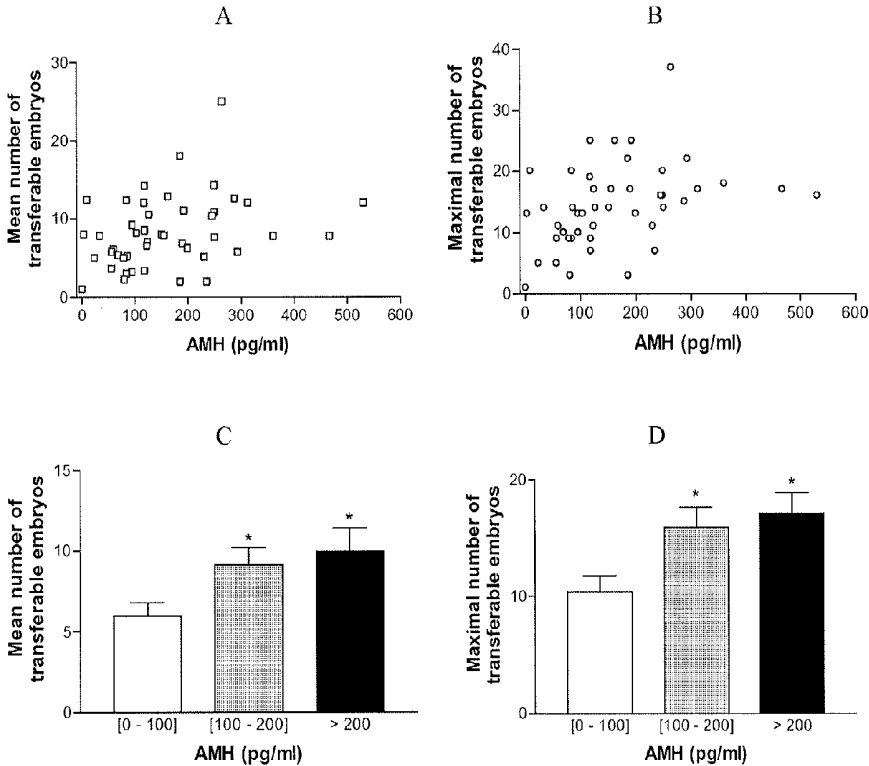 A
Mean number of
transferable embryos
30
20
10
0
0 100 200 300 400 500 600
AMH (pg/ml)
B
Maximal number of
transferable embryos
40
30
20
10
0
0 100 200 300 400 500 600
AMH (pg/ml)
C
Mean number of
transferable embryos
15
10
5
0
* *
[0 - 100] [100 - 200] > 200
AMH (pg/ml)
D
Maximal number of
transferable embryos
20
10
0
* *
[0 - 100] [100 - 200] > 200
AMH (pg/ml)